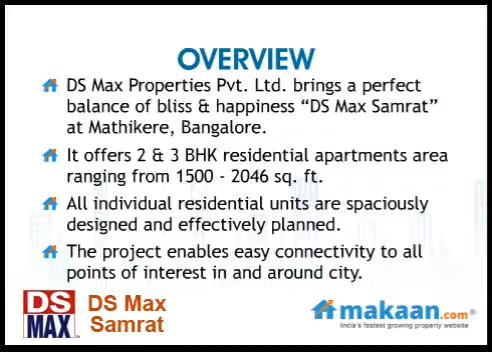 OVERVIEW
DS Max Properties Pvt. Ltd. brings a perfect
balance of bliss & happiness “DS Max Samrat”
at Mathikere, Bangalore.
It offers 2 & 3 BHK residential apartments area
ranging from 1500 - 2046 sq. ft.
All individual residential units are spaciously
designed and effectively planned.
The project enables easy connectivity to all
points of interest in and around city.
DS
MAX
DS Max
Samrat
makaan.com®
India's fastest growing property website